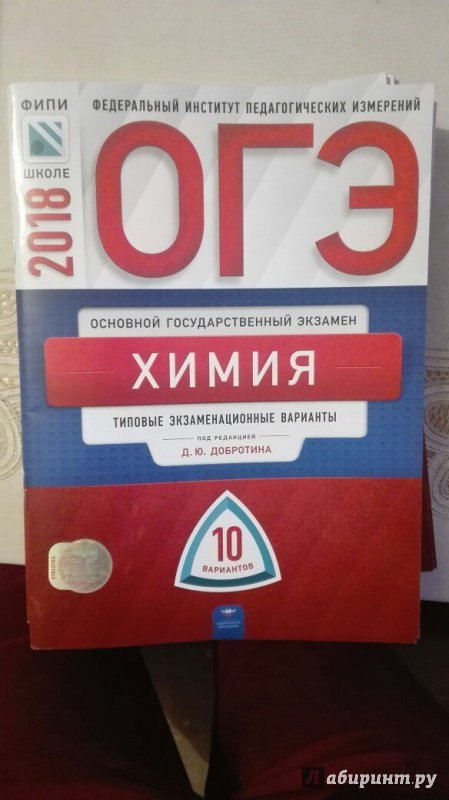 ФИПИ
ШКОЛЕ
2018
ФЕДЕРАЛЬНЫЙ ИНСТИТУТ ПЕДАГОГИЧЕСКИХ ИЗМЕРЕНИЙ
ОГЭ
ОСНОВНОЙ ГОСУДАРСТВЕННЫЙ ЭКЗАМЕН
ХИМИЯ
ТИПОВЫЕ ЭКЗАМЕНАЦИОННЫЕ ВАРИАНТЫ
ПОД РЕДАКЦИЕЙ
Д. Ю. ДОБРОТИНА
10
ВАРИАНТОВ
Лабиринт.ру